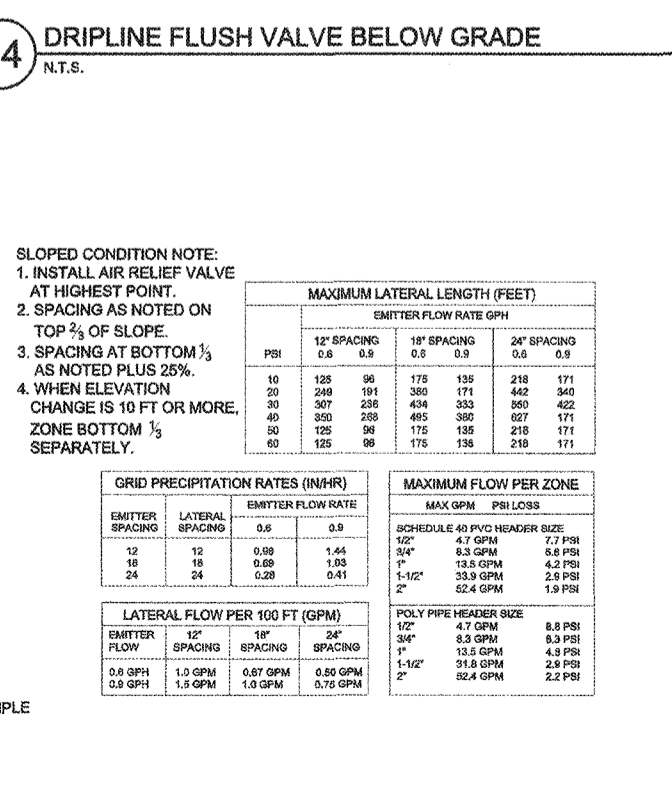 4
DRIPLINE FLUSH VALVE BELOW GRADE
N.T.S.
SLOPED CONDITION NOTE:
1. INSTALL AIR RELIEF VALVE
AT HIGHEST POINT.
2. SPACING AS NOTED ON
TOP ⅔ OF SLOPE.
3. SPACING AT BOTTOM ⅓
AS NOTED PLUS 25%.
4. WHEN ELEVATION
CHANGE IS 10 FT OR MORE,
ZONE BOTTOM ⅓
SEPARATELY.
MAXIMUM LATERAL LENGTH (FEET)
EMITTER FLOW RATE GPH
12" SPACING 18" SPACING 24" SPACING
PSI 0.6 0.9 0.6 0.9 0.6 0.9
10 125 96 175 135 218 171
20 249 191 350 171 442 340
30 307 236 434 333 550 422
40 350 268 495 380 627 171
50 125 96 175 135 218 171
60 125 96 175 135 218 171
GRID PRECIPITATION RATES (IN/HR)
EMITTER FLOW RATE
EMITTER LATERAL
SPACING SPACING 0.6 0.9
12 12 0.96 1.44
18 18 0.69 1.03
24 24 0.28 0.41
LATERAL FLOW PER 100 FT (GPM)
EMITTER 12" 18" 24"
FLOW SPACING SPACING SPACING
0.6 GPH 1.0 GPM 0.67 GPM 0.50 GPM
0.9 GPH 1.5 GPM 1.0 GPM 0.75 GPM
MAXIMUM FLOW PER ZONE
MAX GPM PSI LOSS
SCHEDULE 40 PVC HEADER SIZE
1/2" 4.7 GPM 7.7 PSI
3/4" 8.3 GPM 5.6 PSI
1" 13.5 GPM 4.2 PSI
1-1/2" 33.9 GPM 2.9 PSI
2" 52.4 GPM 1.9 PSI
POLY PIPE HEADER SIZE
1/2" 4.7 GPM 8.8 PSI
3/4" 8.3 GPM 6.3 PSI
1" 13.5 GPM 4.8 PSI
1-1/2" 31.8 GPM 2.9 PSI
2" 52.4 GPM 2.2 PSI
IPLE